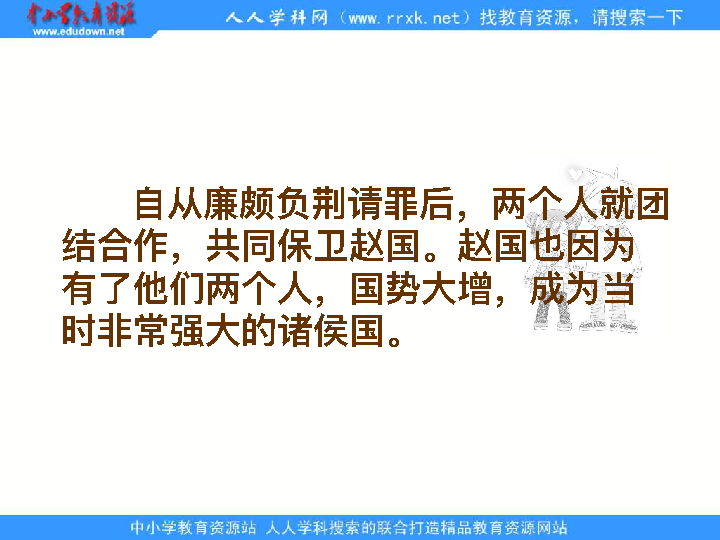 中小学教育资源
www.edudown.net
人人学科网（www.rrxk.net）找教育资源，请搜索一下
自从廉颇负荆请罪后，两个人就团
结合作，共同保卫赵国。赵国也因为
有了他们两个人，国势大增，成为当
时非常强大的诸侯国。
中小学教育资源站 人人学科搜索的联合打造精品教育资源网站